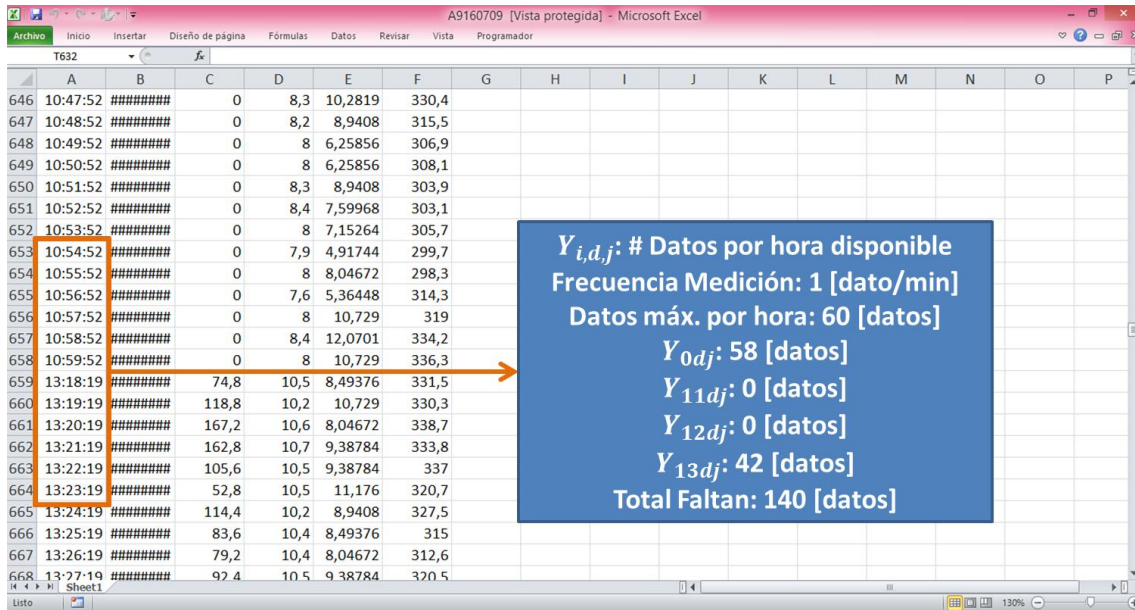 A9160709 [Vista protegida] - Microsoft Excel
Archivo Inicio Insertar Diseño de página Fórmulas Datos Revisar Vista Programador
T632 fx
A B C D E F G H I J K L M N O P
646 10:47:52 ######## 0 8,3 10,2819 330,4
647 10:48:52 ######## 0 8,2 8,9408 315,5
648 10:49:52 ######## 0 8 6,25856 306,9
649 10:50:52 ######## 0 8 6,25856 308,1
650 10:51:52 ######## 0 8,3 8,9408 303,9
651 10:52:52 ######## 0 8,4 7,59968 303,1
652 10:53:52 ######## 0 8 7,15264 305,7
653 10:54:52 ######## 0 7,9 4,91744 299,7
654 10:55:52 ######## 0 8 8,04672 298,3
655 10:56:52 ######## 0 7,6 5,36448 314,3
656 10:57:52 ######## 0 8 10,729 319
657 10:58:52 ######## 0 8,4 12,0701 334,2
658 10:59:52 ######## 0 8 10,729 336,3
659 13:18:19 ######## 74,8 10,5 8,49376 331,5
660 13:19:19 ######## 118,8 10,2 10,729 330,3
661 13:20:19 ######## 167,2 10,6 8,04672 338,7
662 13:21:19 ######## 162,8 10,7 9,38784 333,8
663 13:22:19 ######## 105,6 10,5 9,38784 337
664 13:23:19 ######## 52,8 10,5 11,176 320,7
665 13:24:19 ######## 114,4 10,2 8,9408 327,5
666 13:25:19 ######## 83,6 10,4 8,49376 315
667 13:26:19 ######## 79,2 10,4 8,04672 312,6
668 13:27:19 ######## 92,4 10,5 9,38784 320,5
Y i,d,j: # Datos por hora disponible
Frecuencia Medición: 1 [dato/min]
Datos máx. por hora: 60 [datos]
Y 0dj: 58 [datos]
Y 11dj: 0 [datos]
Y 12dj: 0 [datos]
Y 13dj: 42 [datos]
Total Faltan: 140 [datos]
Sheet1
Listo 130%